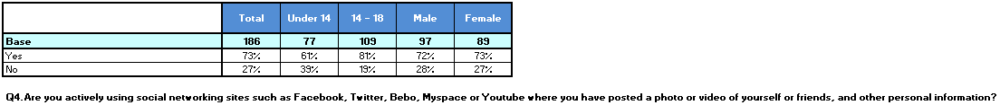 Total Under 14 14 - 18 Male Female
Base 186 77 109 97 89
Yes 73% 61% 81% 72% 73%
No 27% 39% 19% 28% 27%
Q4.Are you actively using social networking sites such as Facebook, Twitter, Bebo, Myspace or Youtube where you have posted a photo or video of yourself or friends, and other personal information?